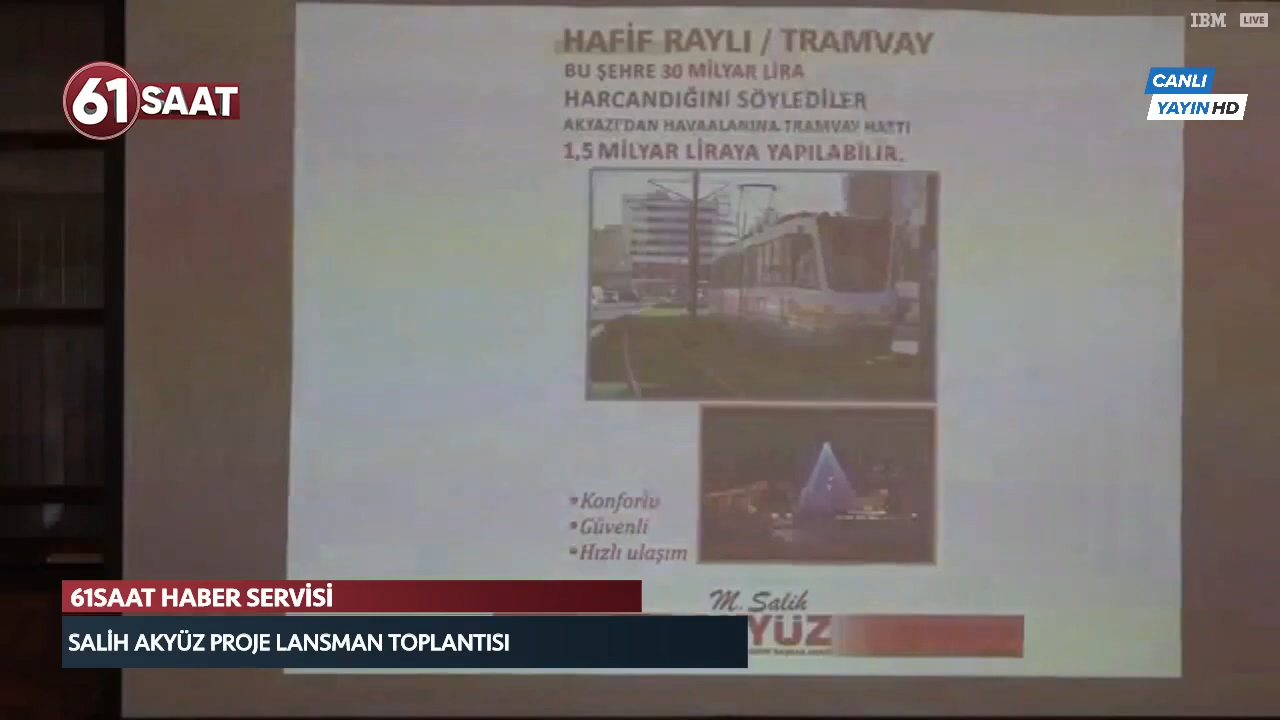 IBM LIVE
61SAAT
CANLI
YAYIN HD
HAFİF RAYLI / TRAMVAY
BU ŞEHRE 30 MİLYAR LİRA
HARCANDIĞINI SÖYLEDİLER
AKYAZI'DAN HAVAALANINA TRAMVAY HATTI
1,5 MİLYAR LİRAYA YAPILABİLİR.
Konforlu
Güvenli
Hızlı ulaşım
M. Salih
YÜZ
61SAAT HABER SERVİSİ
SALİH AKYÜZ PROJE LANSMAN TOPLANTISI